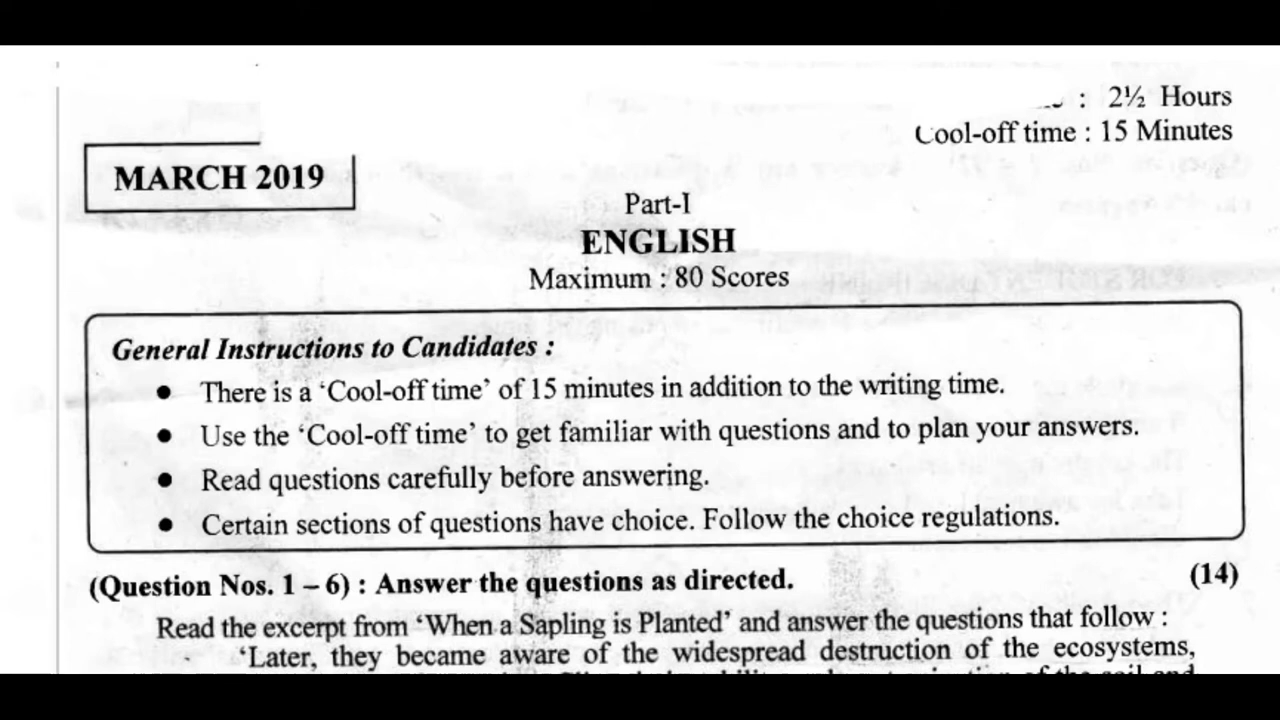 : 2½ Hours
Cool-off time : 15 Minutes
MARCH 2019
Part-I
ENGLISH
Maximum : 80 Scores
General Instructions to Candidates :
● There is a ‘Cool-off time’ of 15 minutes in addition to the writing time.
● Use the ‘Cool-off time’ to get familiar with questions and to plan your answers.
● Read questions carefully before answering.
● Certain sections of questions have choice. Follow the choice regulations.
(Question Nos. 1 – 6) : Answer the questions as directed. (14)
Read the excerpt from ‘When a Sapling is Planted’ and answer the questions that follow :
‘Later, they became aware of the widespread destruction of the ecosystems,
of the soil and